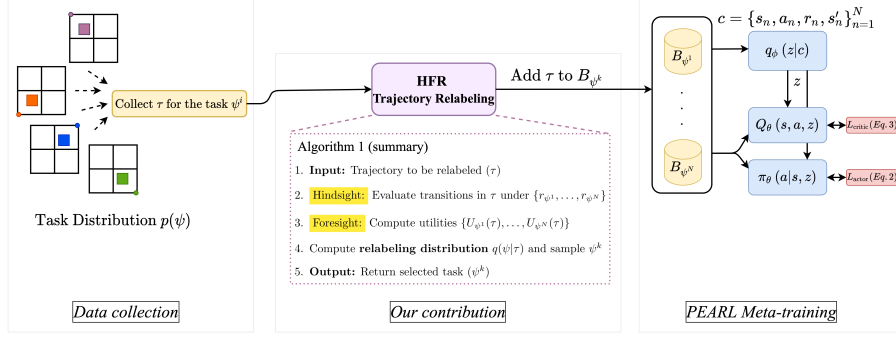 Collect τ for the task ψ^i
Task Distribution p(ψ)
Data collection
HFR
Trajectory Relabeling
Add τ to B_{ψ^k}
Algorithm 1 (summary)
1. Input: Trajectory to be relabeled (τ)
2. Hindsight: Evaluate transitions in τ under {r_{ψ^1}, . . . , r_{ψ^N}}
3. Foresight: Compute utilities {U_{ψ^1}(τ), . . . , U_{ψ^N}(τ)}
4. Compute relabeling distribution q(ψ|τ) and sample ψ^k
5. Output: Return selected task (ψ^k)
Our contribution
c = {s_n, a_n, r_n, s'_n}_{n=1}^N
B_{ψ^1}
.
.
.
B_{ψ^N}
q_ϕ (z|c)
z
Q_θ (s, a, z)
L_critic(Eq.3)
π_θ (a|s, z)
L_actor(Eq.2)
PEARL Meta-training